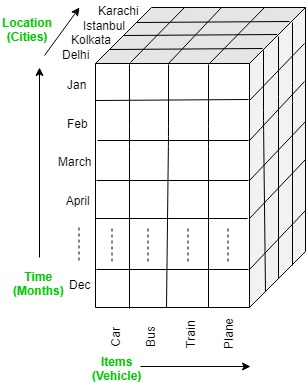 Location
(Cities)
Karachi
Istanbul
Kolkata
Delhi
Jan
Feb
March
April
Dec
Time
(Months)
Car
Bus
Train
Plane
Items
(Vehicle)